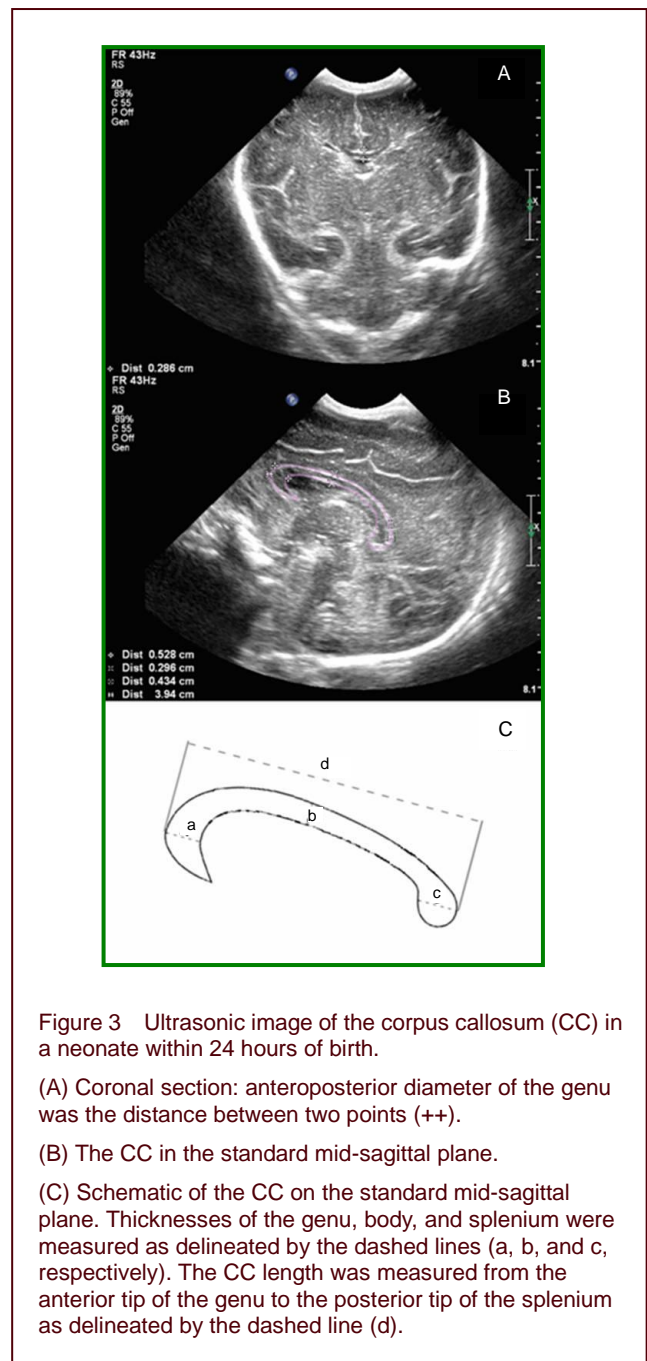 FR 43Hz
RS
A
2D
89%
C 55
P Off
Gen
X
Dist 0.286 cm
8.1
FR 43Hz
RS
B
2D
89%
C 55
P Off
Gen
X
Dist 0.528 cm
Dist 0.296 cm
Dist 0.434 cm
Dist 3.94 cm
8.1
C
d
a
b
c
Figure 3 Ultrasonic image of the corpus callosum (CC) in
a neonate within 24 hours of birth.
(A) Coronal section: anteroposterior diameter of the genu
was the distance between two points (++).
(B) The CC in the standard mid-sagittal plane.
(C) Schematic of the CC on the standard mid-sagittal
plane. Thicknesses of the genu, body, and splenium were
measured as delineated by the dashed lines (a, b, and c,
respectively). The CC length was measured from the
anterior tip of the genu to the posterior tip of the splenium
as delineated by the dashed line (d).